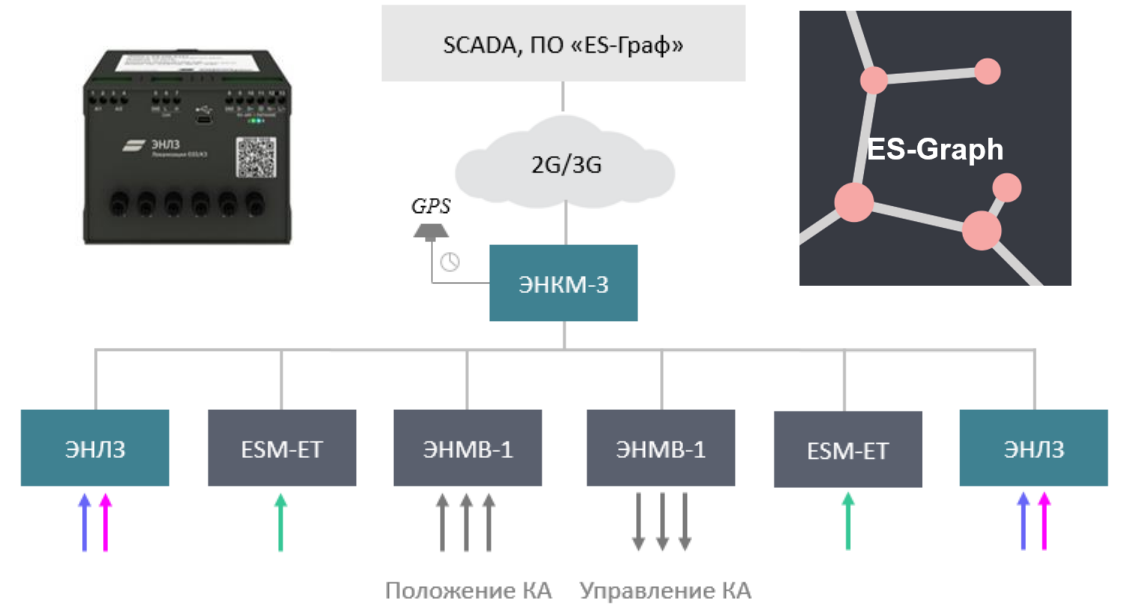 SCADA, ПО «ES-Граф»
ЭНЛЗ
2G/3G
ES-Graph
GPS
ЭНКМ-3
ЭНЛЗ
ESM-ET
ЭНМВ-1
ЭНМВ-1
ESM-ET
ЭНЛЗ
Положение КА
Управление КА